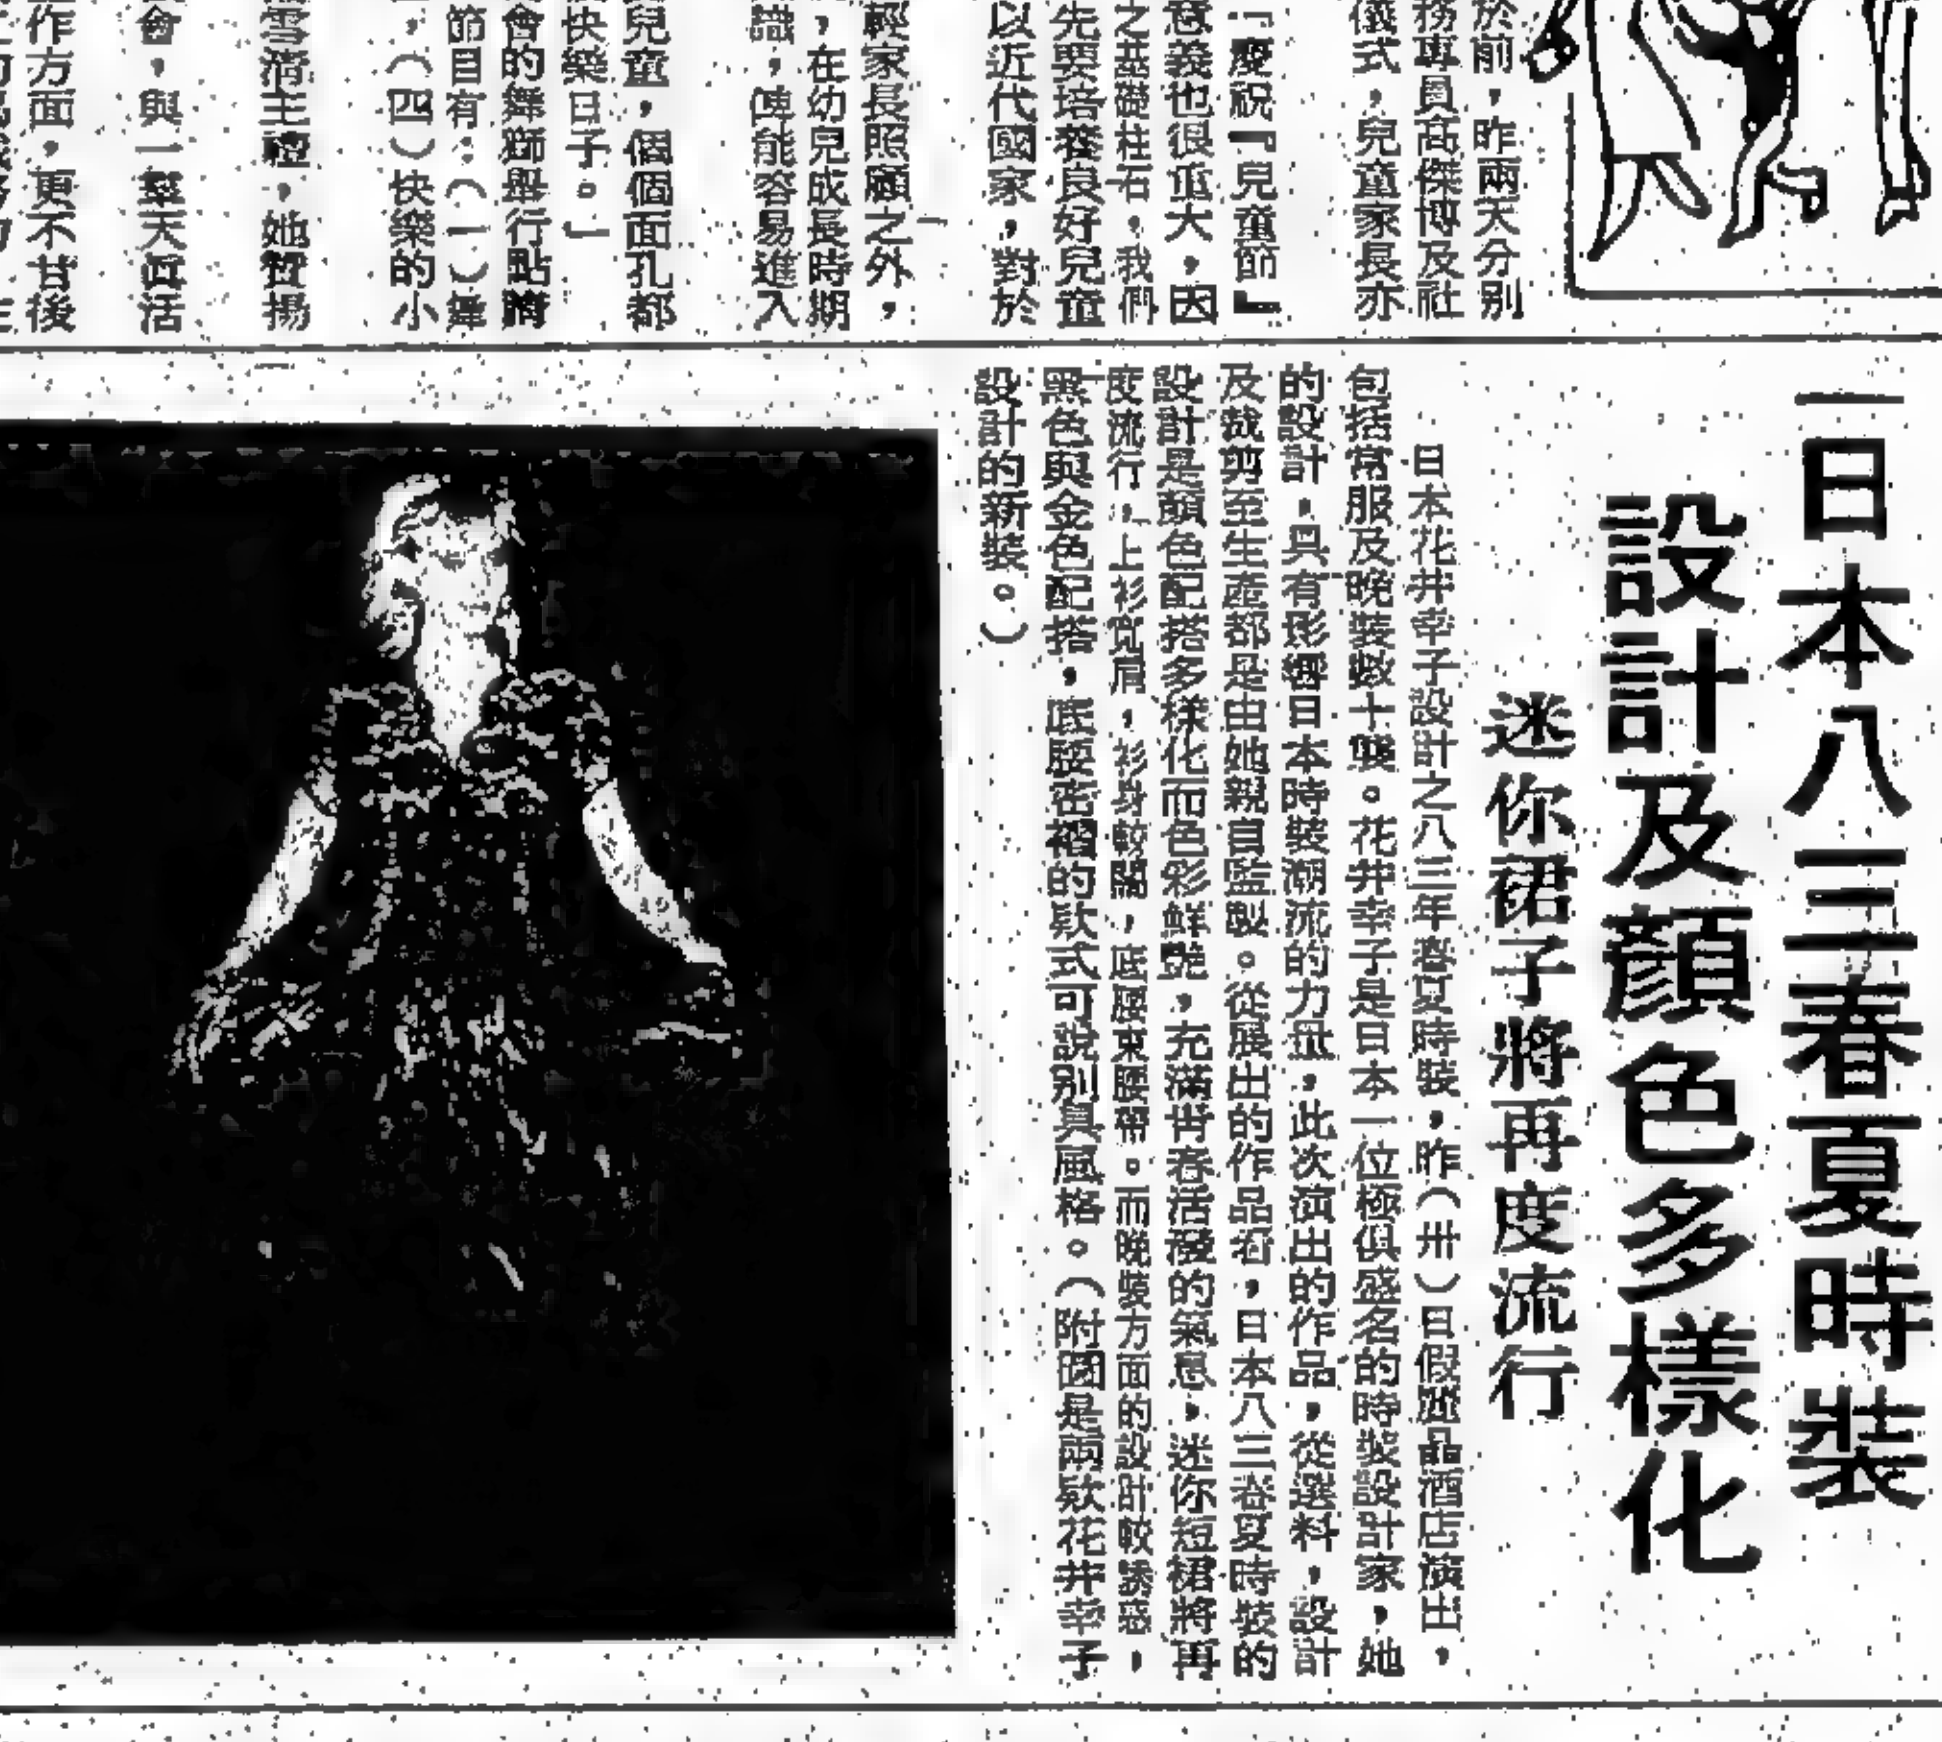 於前，昨兩天分别
務專員高傑博及社
儀式，兒童家長亦
「慶祝『兒童節』
意義也很重大，因
之基礎柱石，我們
先要培養良好兒童
以近代國家，對於
輕家長照顧之外，
，在幼兒成長時期
識，俾能容易進入
兒童，個個面孔都
快樂日子。」
會的舞獅舉行點睛
節目有：（一）舞
，（四）快樂的小
雪清主禮，她贊揚
會，與一羣天眞活
作方面，更不甘後
日本八三春夏時裝
設計及顏色多樣化
迷你裙子將再度流行
日本花井幸子設計之八三年春夏時裝，昨（卅）日假麗晶酒店演出，
包括常服及晚裝數十襲。花井幸子是日本一位極俱盛名的時裝設計家，她
的設計，具有影響日本時裝潮流的力量，此次演出的作品，從選料，設計
及裁剪至生產都是由她親自監製。從展出的作品看，日本八三春夏時裝的
設計是顏色配搭多樣化而色彩鮮艷，充滿靑春活潑的氣息，迷你短裙將再
度流行，上衫寬肩，衫身較闊，底腰束腰帶。而晚裝方面的設計較誘惑，
黑色與金色配搭，底腰密褶的欵式可說别具風格。（附圖是兩欵花井幸子
設計的新裝。）